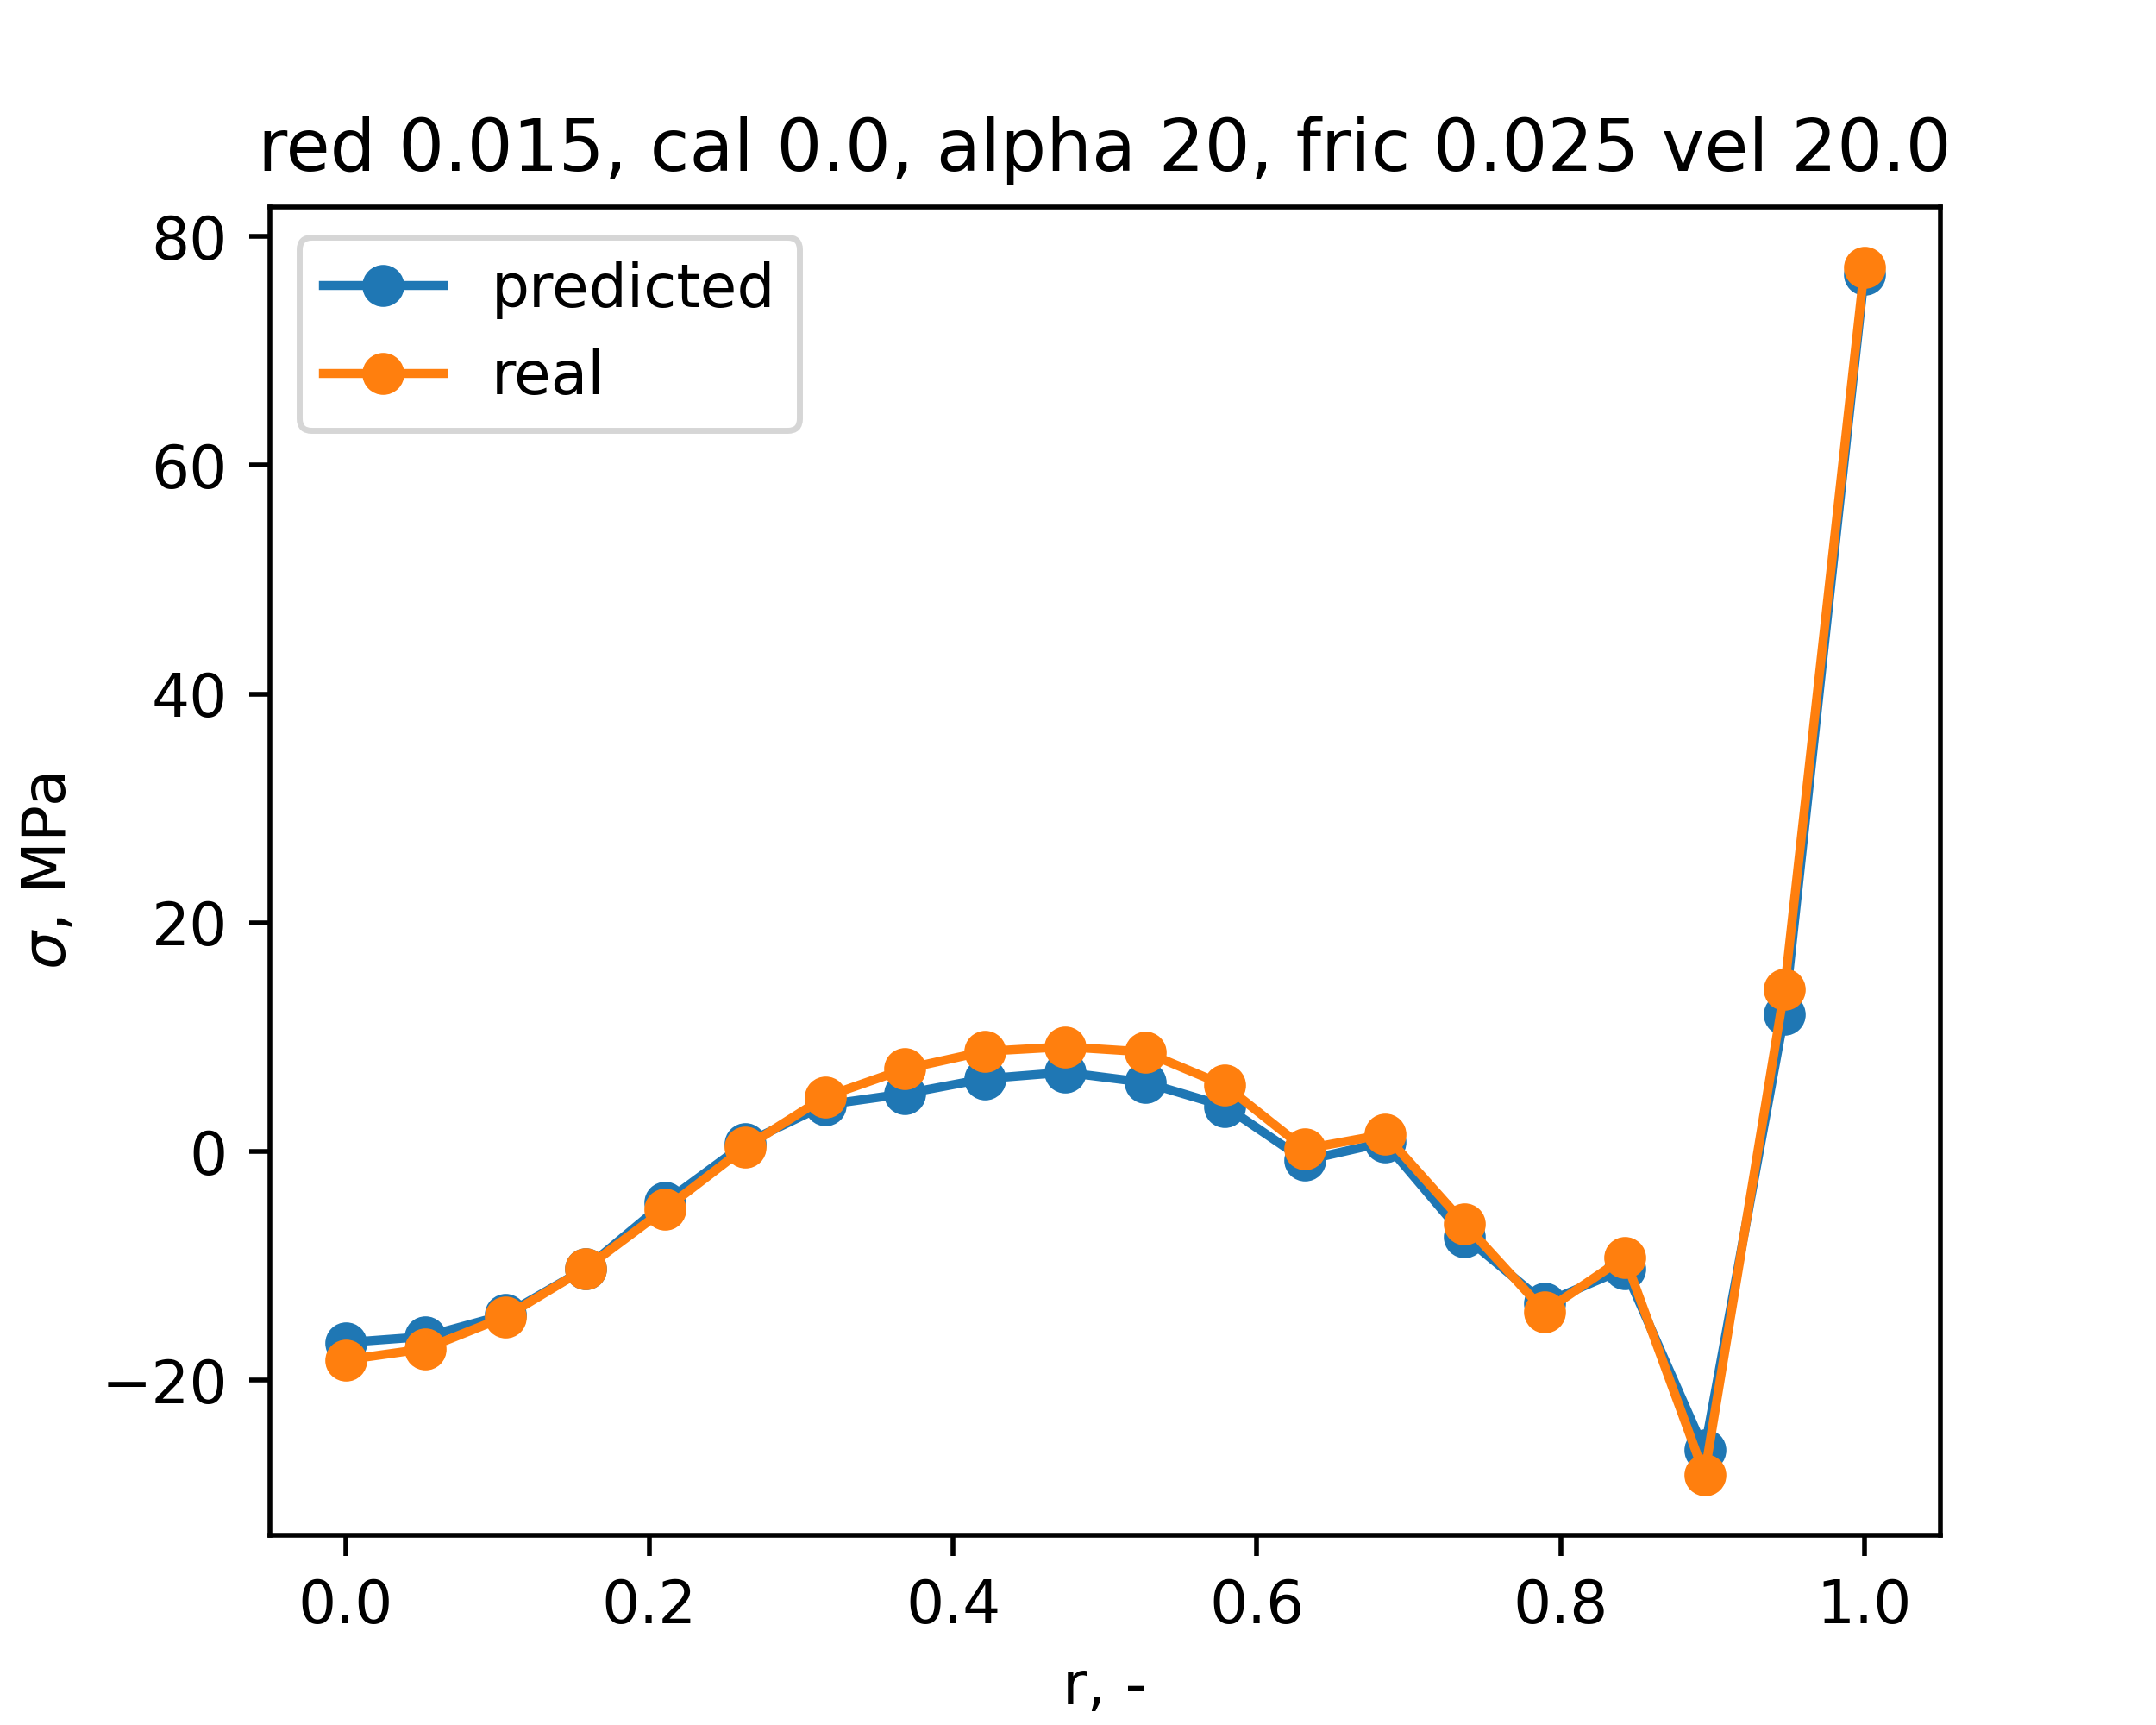 red 0.015, cal 0.0, alpha 20, fric 0.025 vel 20.0
predicted
real
80
60
40
20
0
−20
σ, MPa
0.0 0.2 0.4 0.6 0.8 1.0
r, -